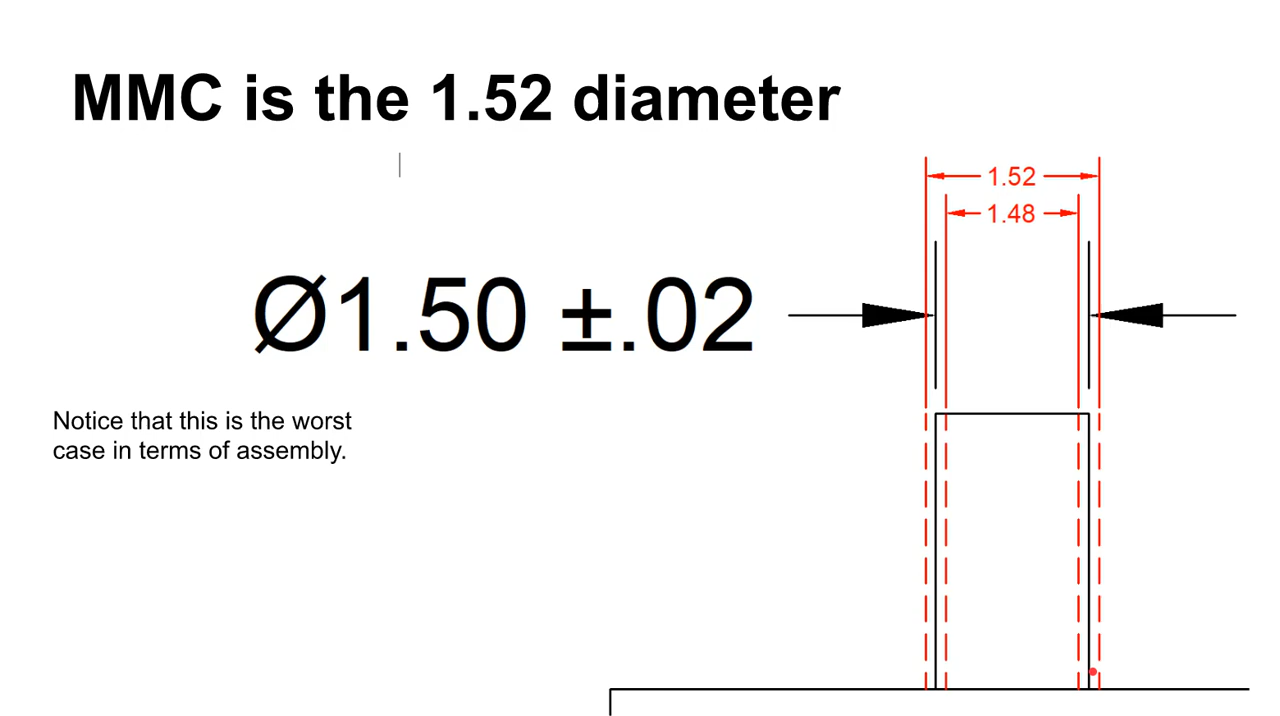 MMC is the 1.52 diameter
1.52
1.48
Ø1.50 ±.02
Notice that this is the worst
case in terms of assembly.